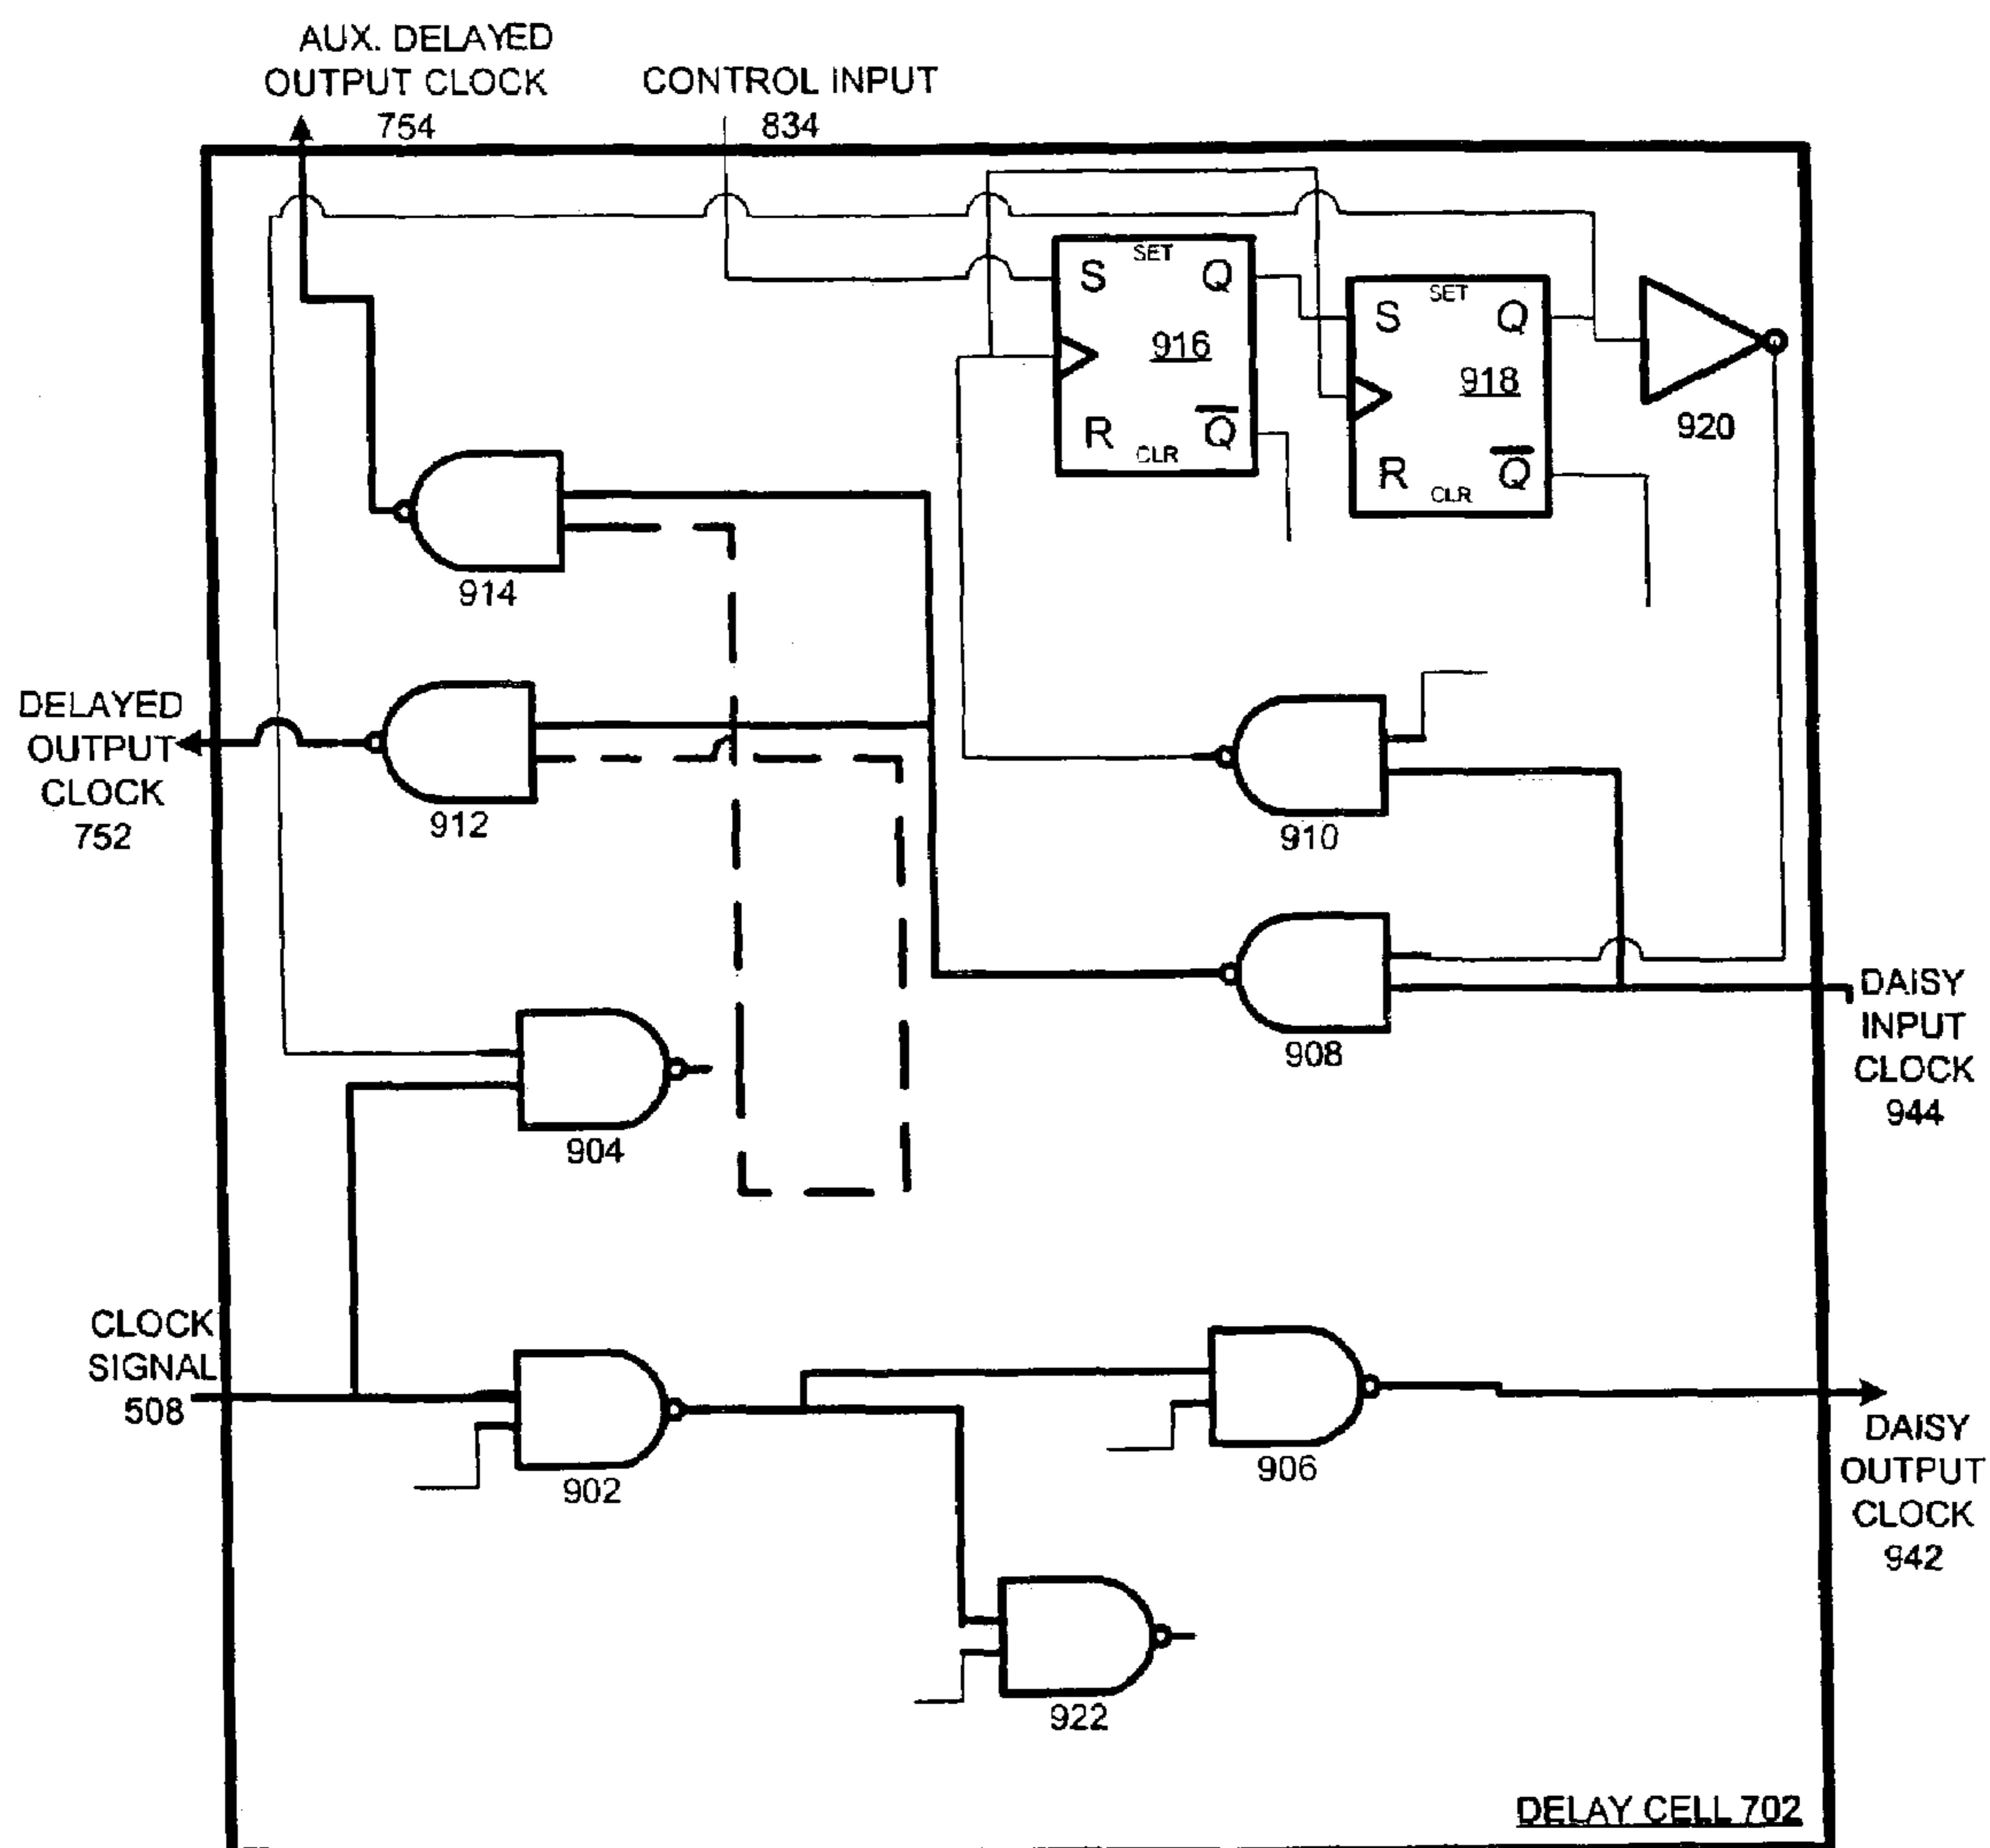 AUX. DELAYED
OUTPUT CLOCK
754
CONTROL INPUT
834
SET
S
Q
916
R
Q
CLR
SET
S
Q
918
R
Q
CLR
920
914
DELAYED
OUTPUT
CLOCK
752
912
910
908
DAISY
INPUT
CLOCK
944
904
CLOCK
SIGNAL
508
902
906
DAISY
OUTPUT
CLOCK
942
922
DELAY CELL 702